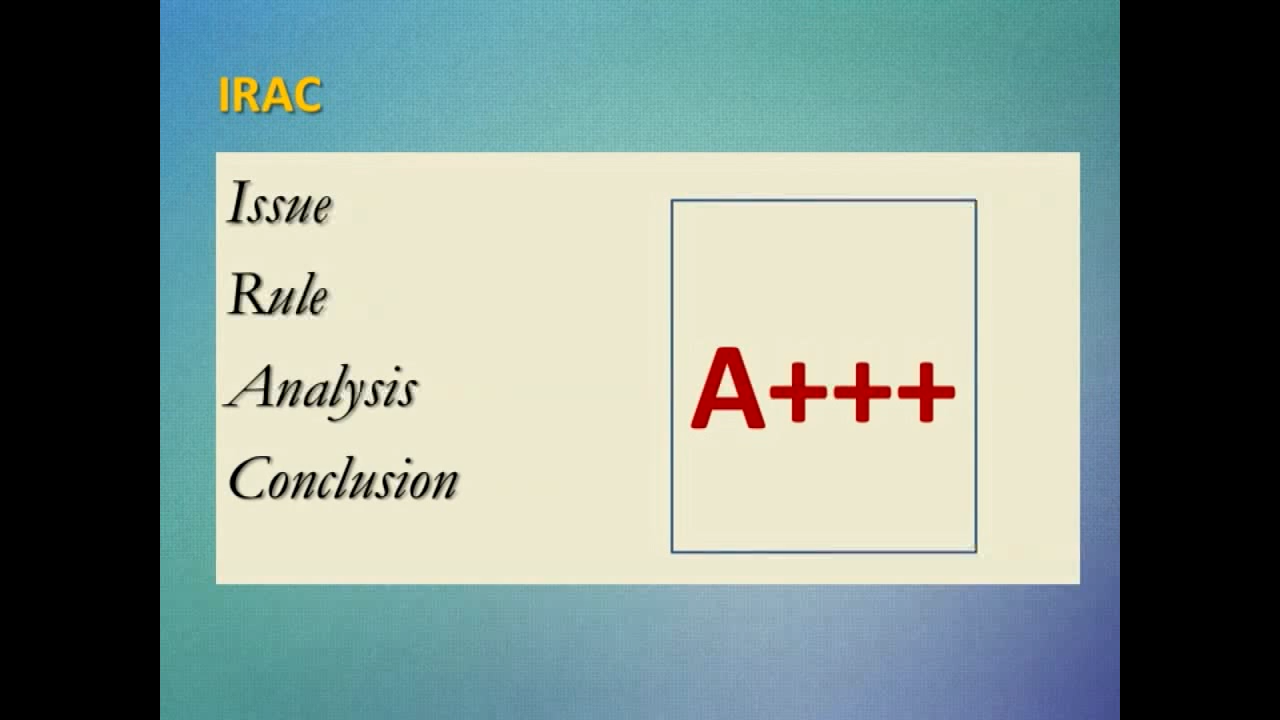 IRAC
Issue
Rule
Analysis
Conclusion
A+++